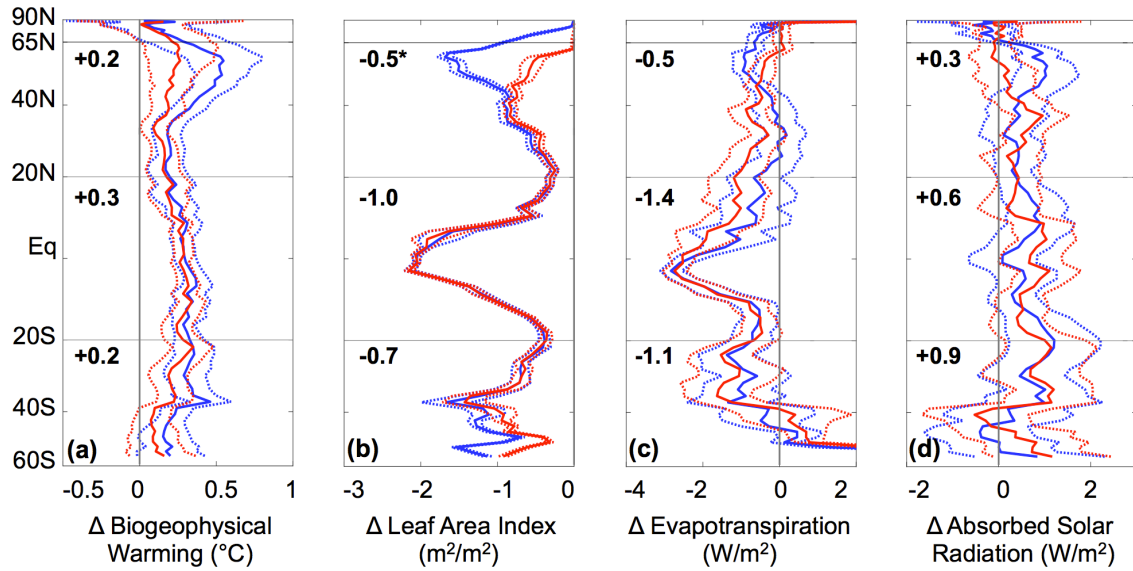 90N
65N
40N
20N
Eq
20S
40S
60S
+0.2
+0.3
+0.2
(a)
-0.5 0 0.5 1
Δ Biogeophysical
Warming (°C)
-0.5*
-1.0
-0.7
(b)
-3 -2 -1 0
Δ Leaf Area Index
(m²/m²)
-0.5
-1.4
-1.1
(c)
-4 -2 0 2
Δ Evapotranspiration
(W/m²)
+0.3
+0.6
+0.9
(d)
-2 0 2
Δ Absorbed Solar
Radiation (W/m²)